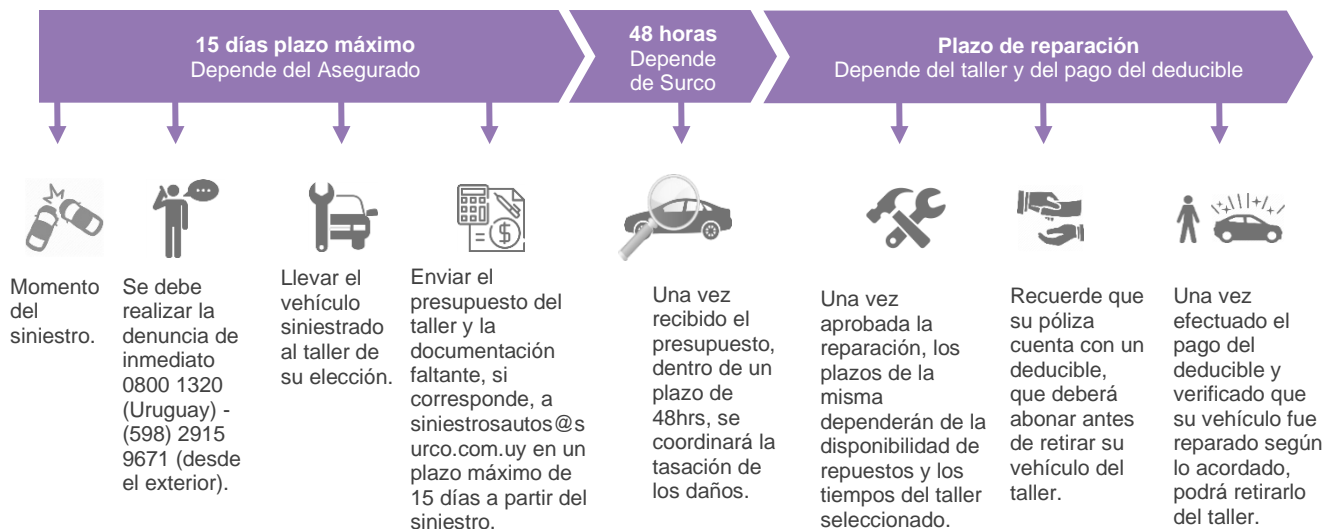 15 días plazo máximo
Depende del Asegurado
48 horas
Depende
de Surco
Plazo de reparación
Depende del taller y del pago del deducible
Momento
del
siniestro.
Se debe
realizar la
denuncia de
inmediato
0800 1320
(Uruguay) -
(598) 2915
9671 (desde
el exterior).
Llevar el
vehículo
siniestrado
al taller de
su elección.
Enviar el
presupuesto del
taller y la
documentación
faltante, si
corresponde, a
siniestrosautos@s
urco.com.uy en un
plazo máximo de
15 días a partir del
siniestro.
Una vez
recibido el
presupuesto,
dentro de un
plazo de
48hrs, se
coordinará la
tasación de
los daños.
Una vez
aprobada la
reparación, los
plazos de la
misma
dependerán de la
disponibilidad de
repuestos y los
tiempos del taller
seleccionado.
Recuerde que
su póliza
cuenta con un
deducible,
que deberá
abonar antes
de retirar su
vehículo del
taller.
Una vez
efectuado el
pago del
deducible y
verificado que
su vehículo fue
reparado según
lo acordado,
podrá retirarlo
del taller.